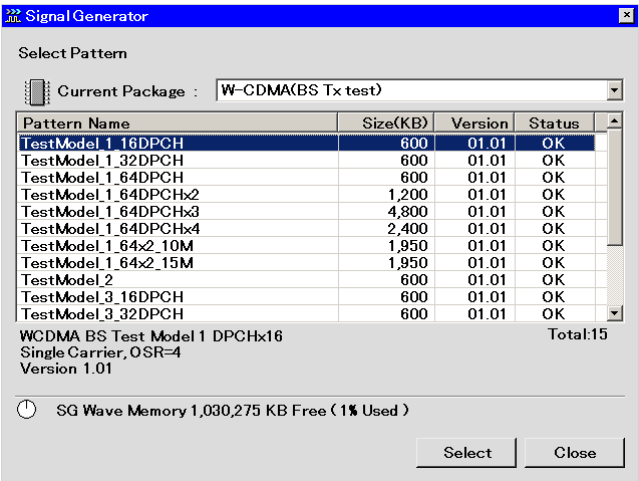 Signal Generator
Select Pattern
Current Package : W-CDMA(BS Tx test)
Pattern Name Size(KB) Version Status
TestModel_1_16DPCH 600 01.01 OK
TestModel_1_32DPCH 600 01.01 OK
TestModel_1_64DPCH 600 01.01 OK
TestModel_1_64DPCHx2 1,200 01.01 OK
TestModel_1_64DPCHx3 4,800 01.01 OK
TestModel_1_64DPCHx4 2,400 01.01 OK
TestModel_1_64x2_10M 1,950 01.01 OK
TestModel_1_64x2_15M 1,950 01.01 OK
TestModel_2 600 01.01 OK
TestModel_3_16DPCH 600 01.01 OK
TestModel_3_32DPCH 600 01.01 OK
WCDMA BS Test Model 1 DPCHx16 Total:15
Single Carrier, OSR=4
Version 1.01
SG Wave Memory 1,030,275 KB Free ( 1% Used )
Select Close